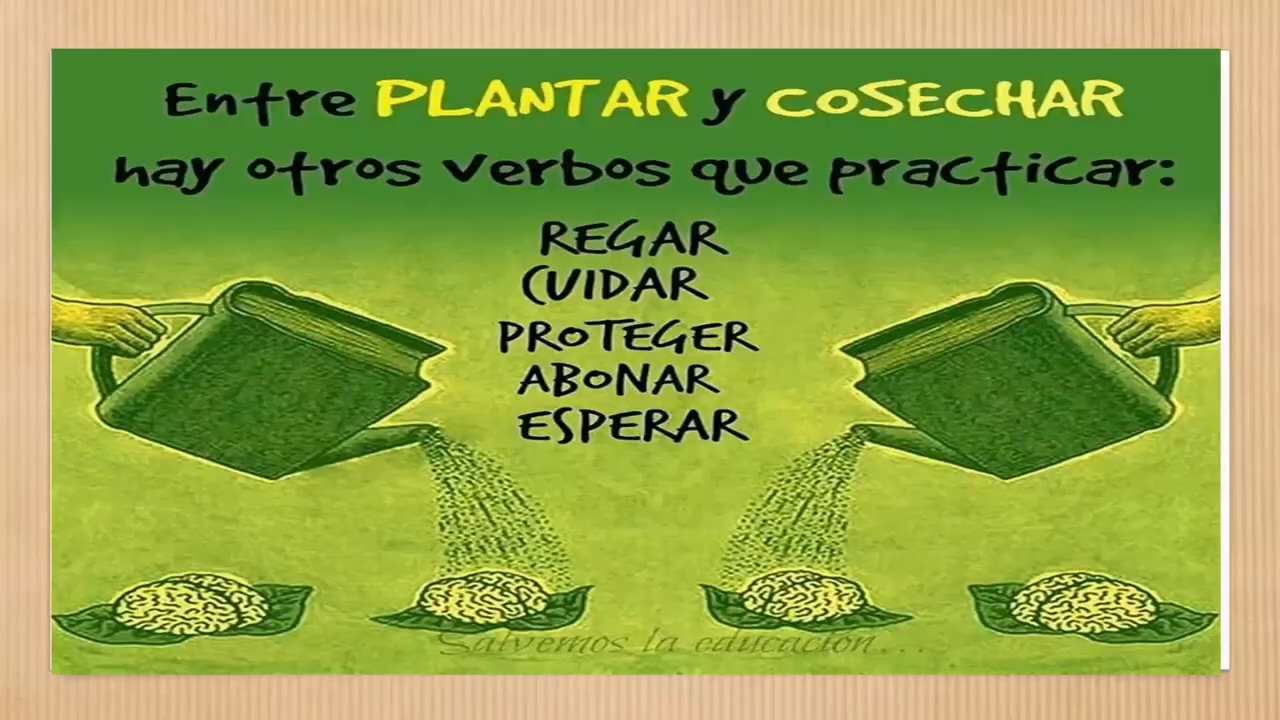 Entre PLANTAR y COSECHAR
hay otros verbos que practicar:
REGAR
CUIDAR
PROTEGER
ABONAR
ESPERAR
Salvemos la educación...